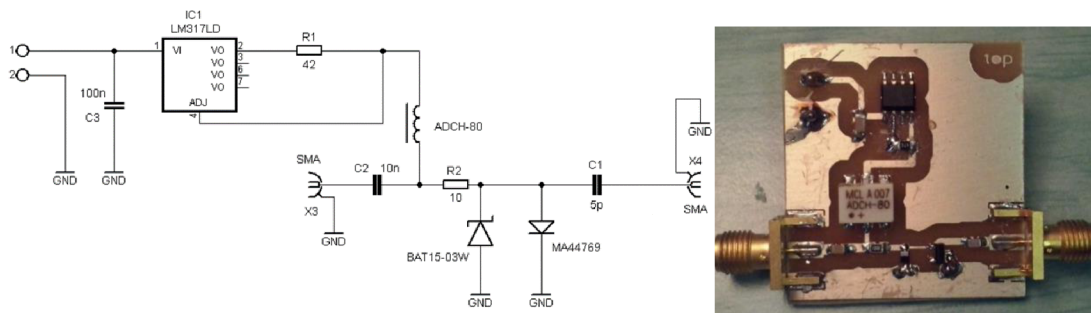 IC1
LM317LD
1
VI
VO
2
VO
3
VO
6
VO
7
ADJ
4
R1
42
1
2
100n
C3
GND
GND
ADCH-80
SMA
X3
GND
C2
10n
R2
10
C1
5p
GND
X4
SMA
BAT15-03W
MA44769
GND
GND
top
MCL A 007
ADCH-80